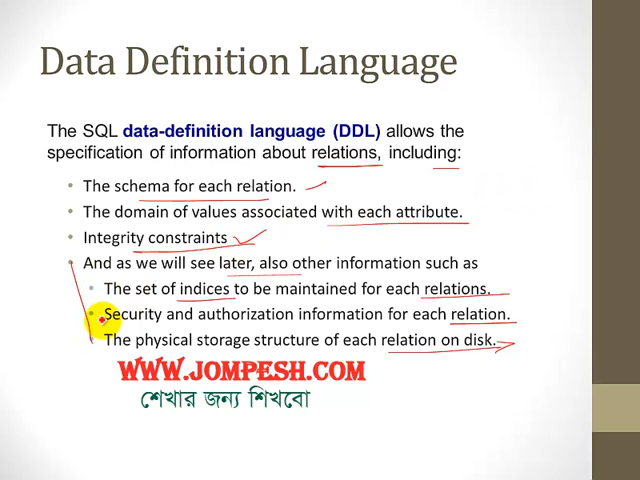 Data Definition Language
The SQL data-definition language (DDL) allows the
specification of information about relations, including:
• The schema for each relation.
• The domain of values associated with each attribute.
• Integrity constraints
• And as we will see later, also other information such as
• The set of indices to be maintained for each relations.
• Security and authorization information for each relation.
The physical storage structure of each relation on disk.
WWW.JOMPESH.COM
শেখার জন্য শিখবো